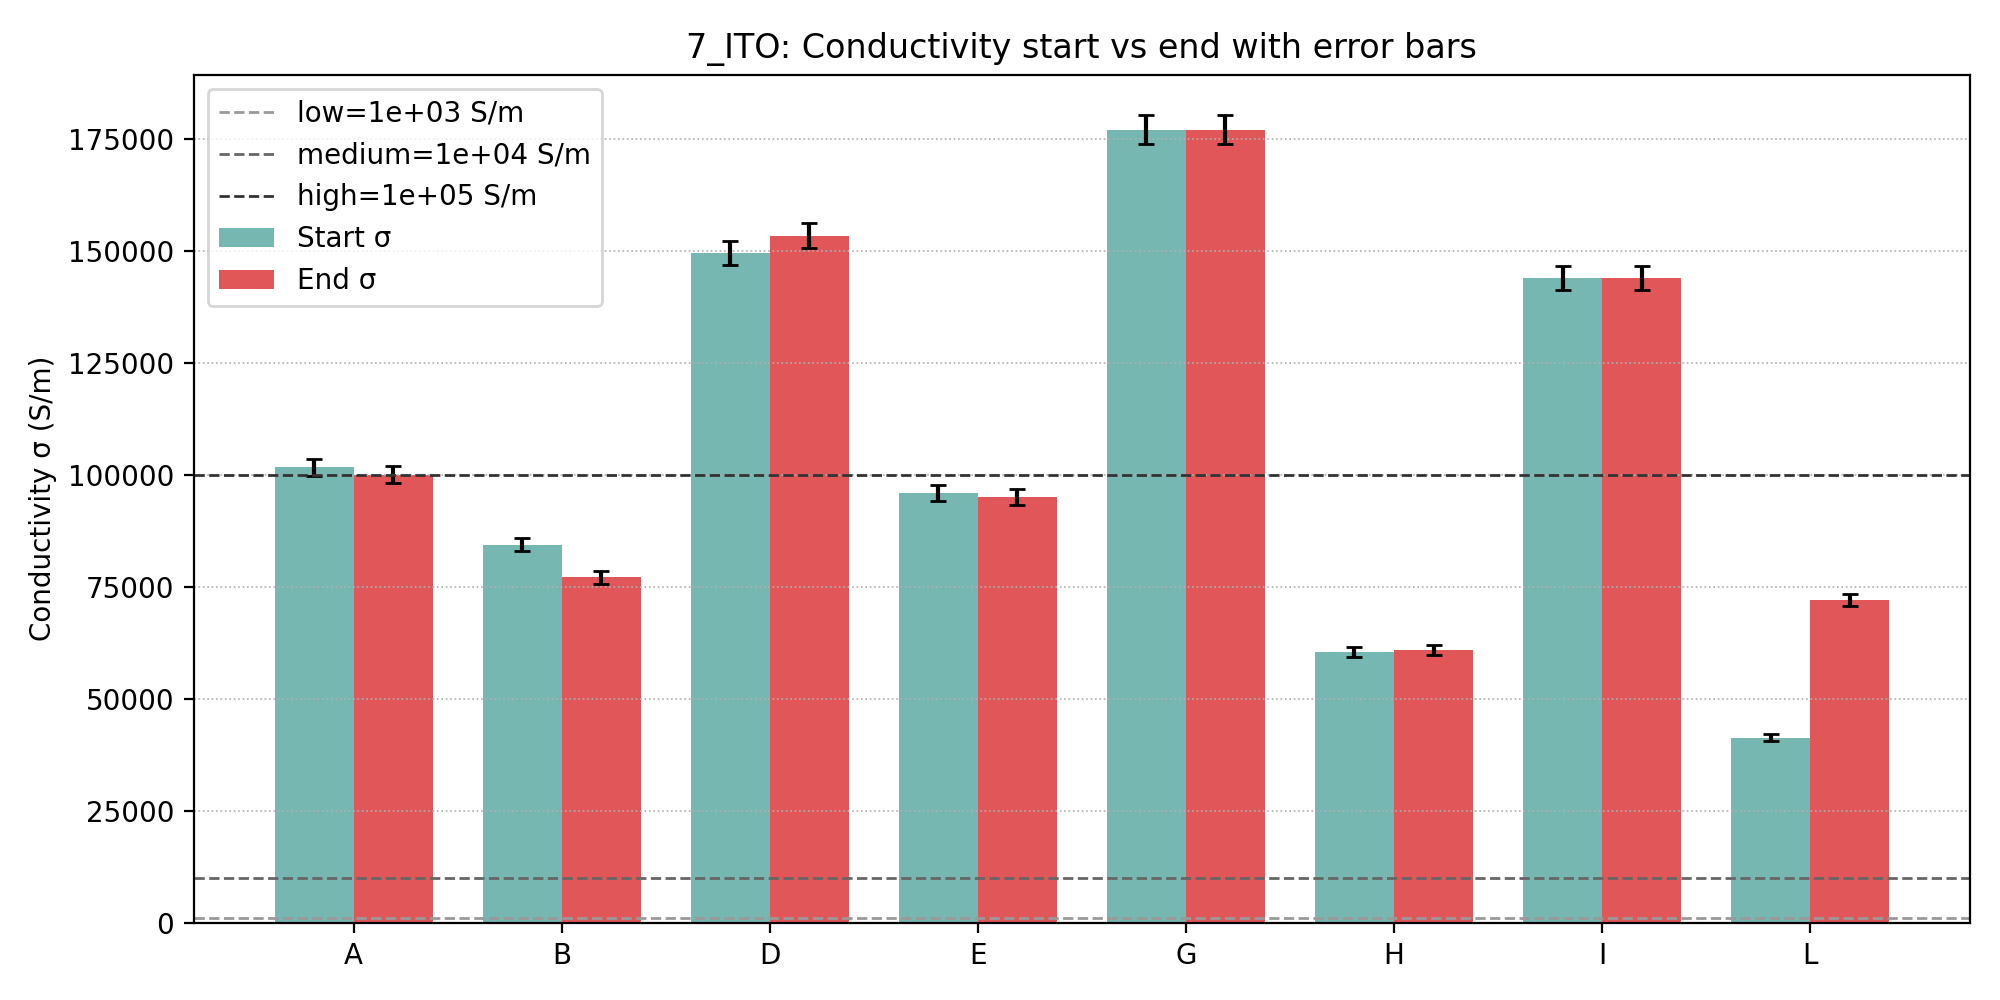 7_ITO: Conductivity start vs end with error bars
low=1e+03 S/m
medium=1e+04 S/m
high=1e+05 S/m
Start σ
End σ
Conductivity σ (S/m)
175000
150000
125000
100000
75000
50000
25000
0
A B D E G H I L